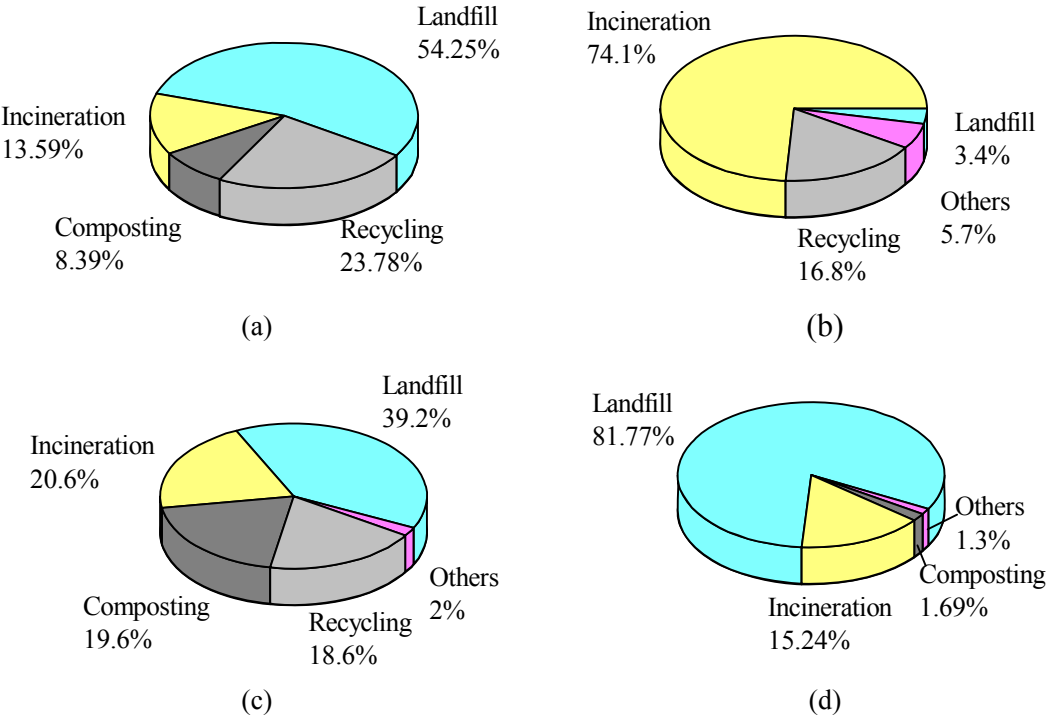 Landfill
54.25%
Incineration
13.59%
Composting
8.39%
Recycling
23.78%
(a)
Incineration
74.1%
Landfill
3.4%
Others
5.7%
Recycling
16.8%
(b)
Landfill
39.2%
Incineration
20.6%
Composting
19.6%
Recycling
18.6%
Others
2%
(c)
Landfill
81.77%
Others
1.3%
Composting
1.69%
Incineration
15.24%
(d)